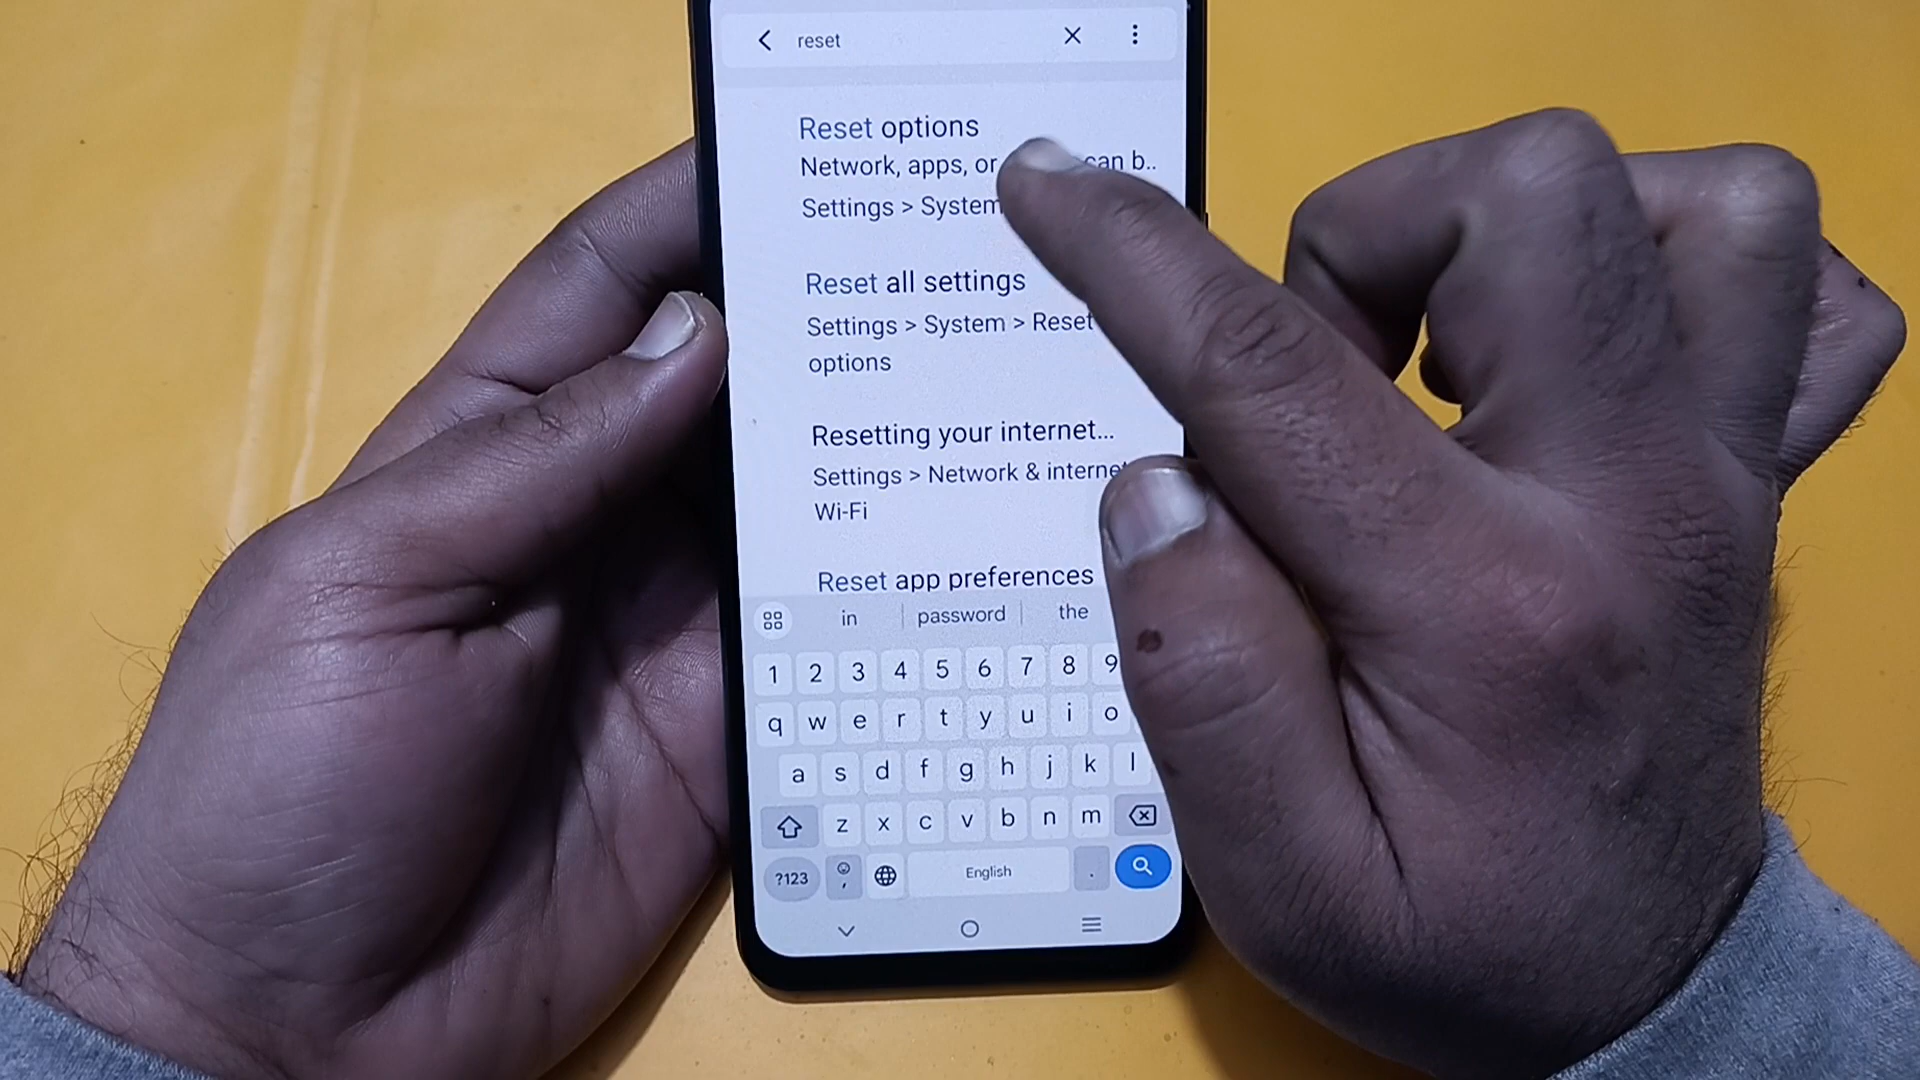 reset
Reset options
Network, apps, or can b..
Settings > System
Reset all settings
Settings > System > Reset
options
Resetting your internet...
Settings > Network & internet
Wi-Fi
Reset app preferences
in password the
1 2 3 4 5 6 7 8 9
q w e r t y u i o
a s d f g h j k l
z x c v b n m
?123 , English .